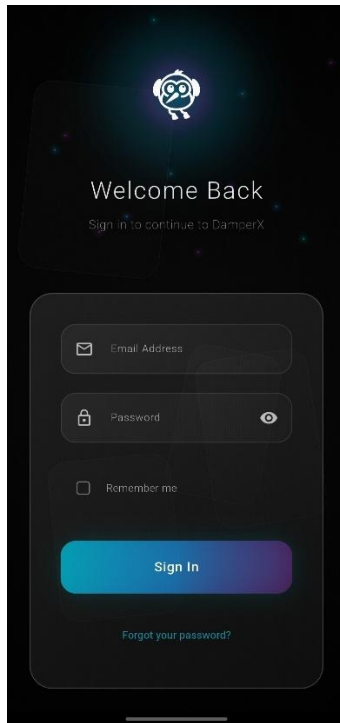 Welcome Back
Sign in to continue to DamperX
Email Address
Password
Remember me
Sign In
Forgot your password?